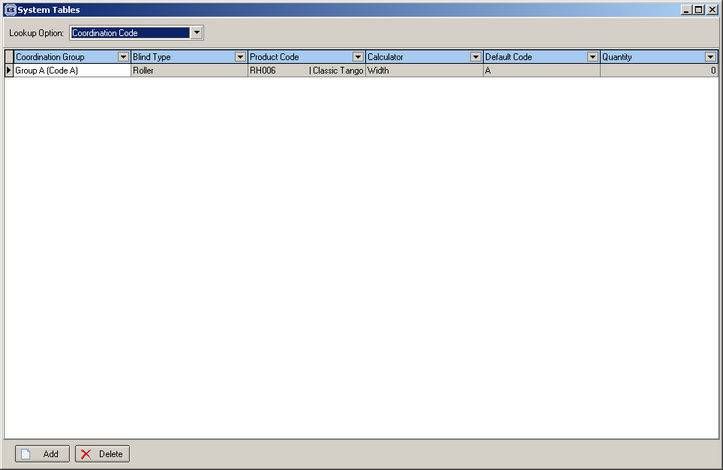 System Tables
Lookup Option: Coordination Code
Coordination Group Blind Type Product Code Calculator Default Code Quantity
Group A (Code A) Roller RH006 | Classic Tango Width A 0
Add Delete